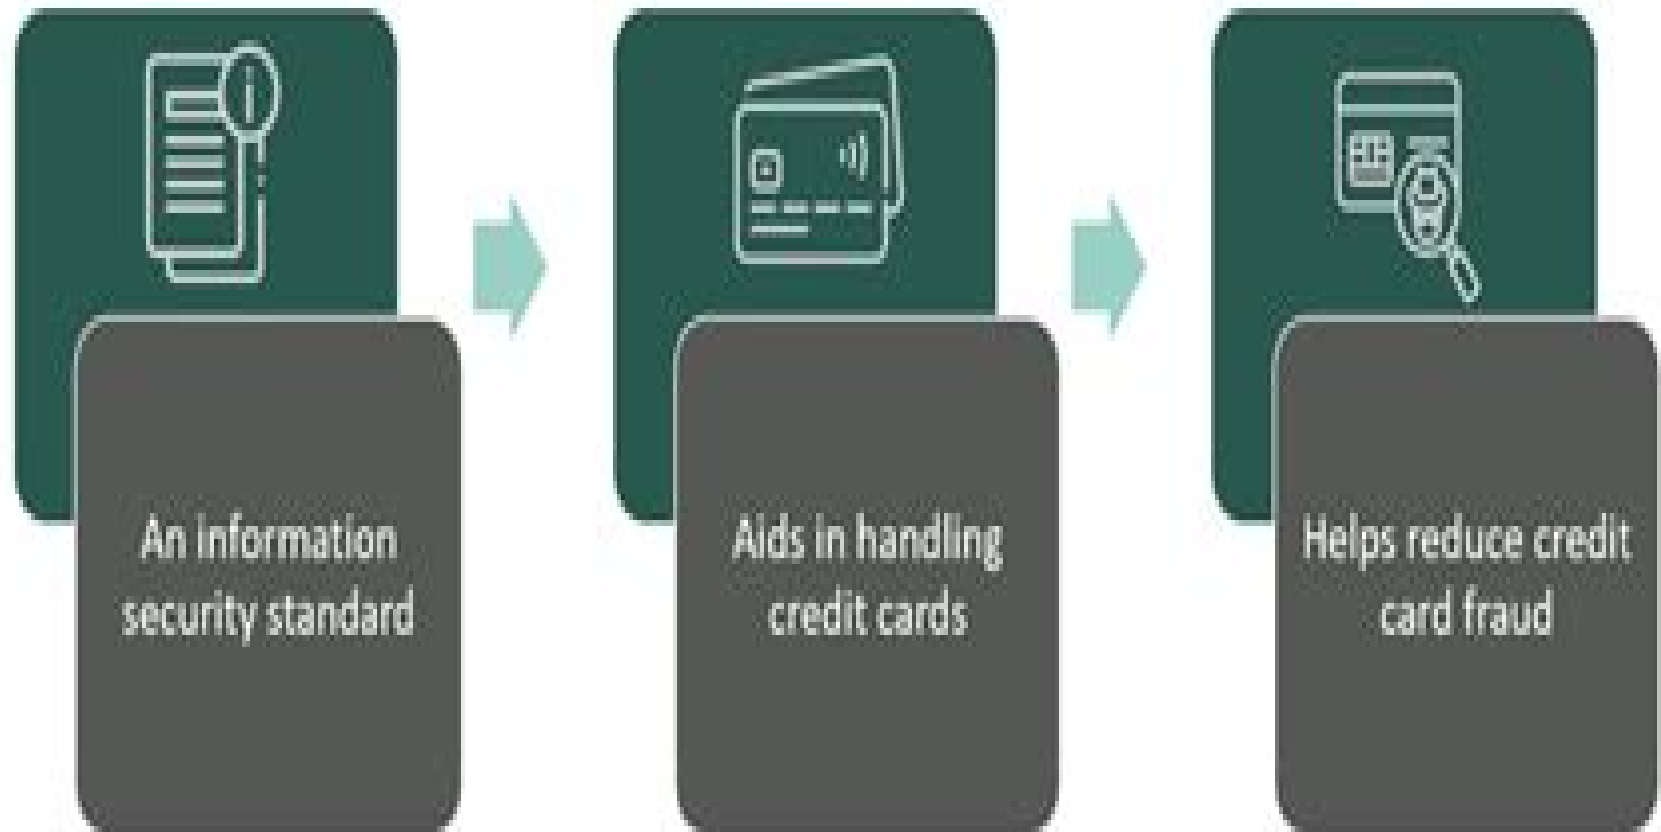 An information
security standard
Aids in handling
credit cards
Helps reduce credit
card fraud